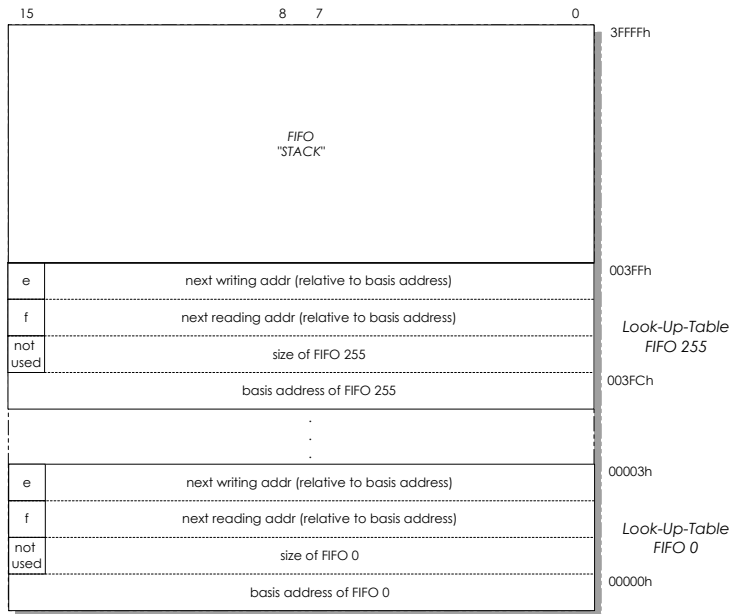 15 8 7 0
3FFFFh
FIFO
"STACK"
003FFh
e next writing addr (relative to basis address)
f next reading addr (relative to basis address)
Look-Up-Table
FIFO 255
not
used
size of FIFO 255
003FCh
basis address of FIFO 255
.
.
.
00003h
e next writing addr (relative to basis address)
f next reading addr (relative to basis address)
Look-Up-Table
FIFO 0
not
used
size of FIFO 0
00000h
basis address of FIFO 0